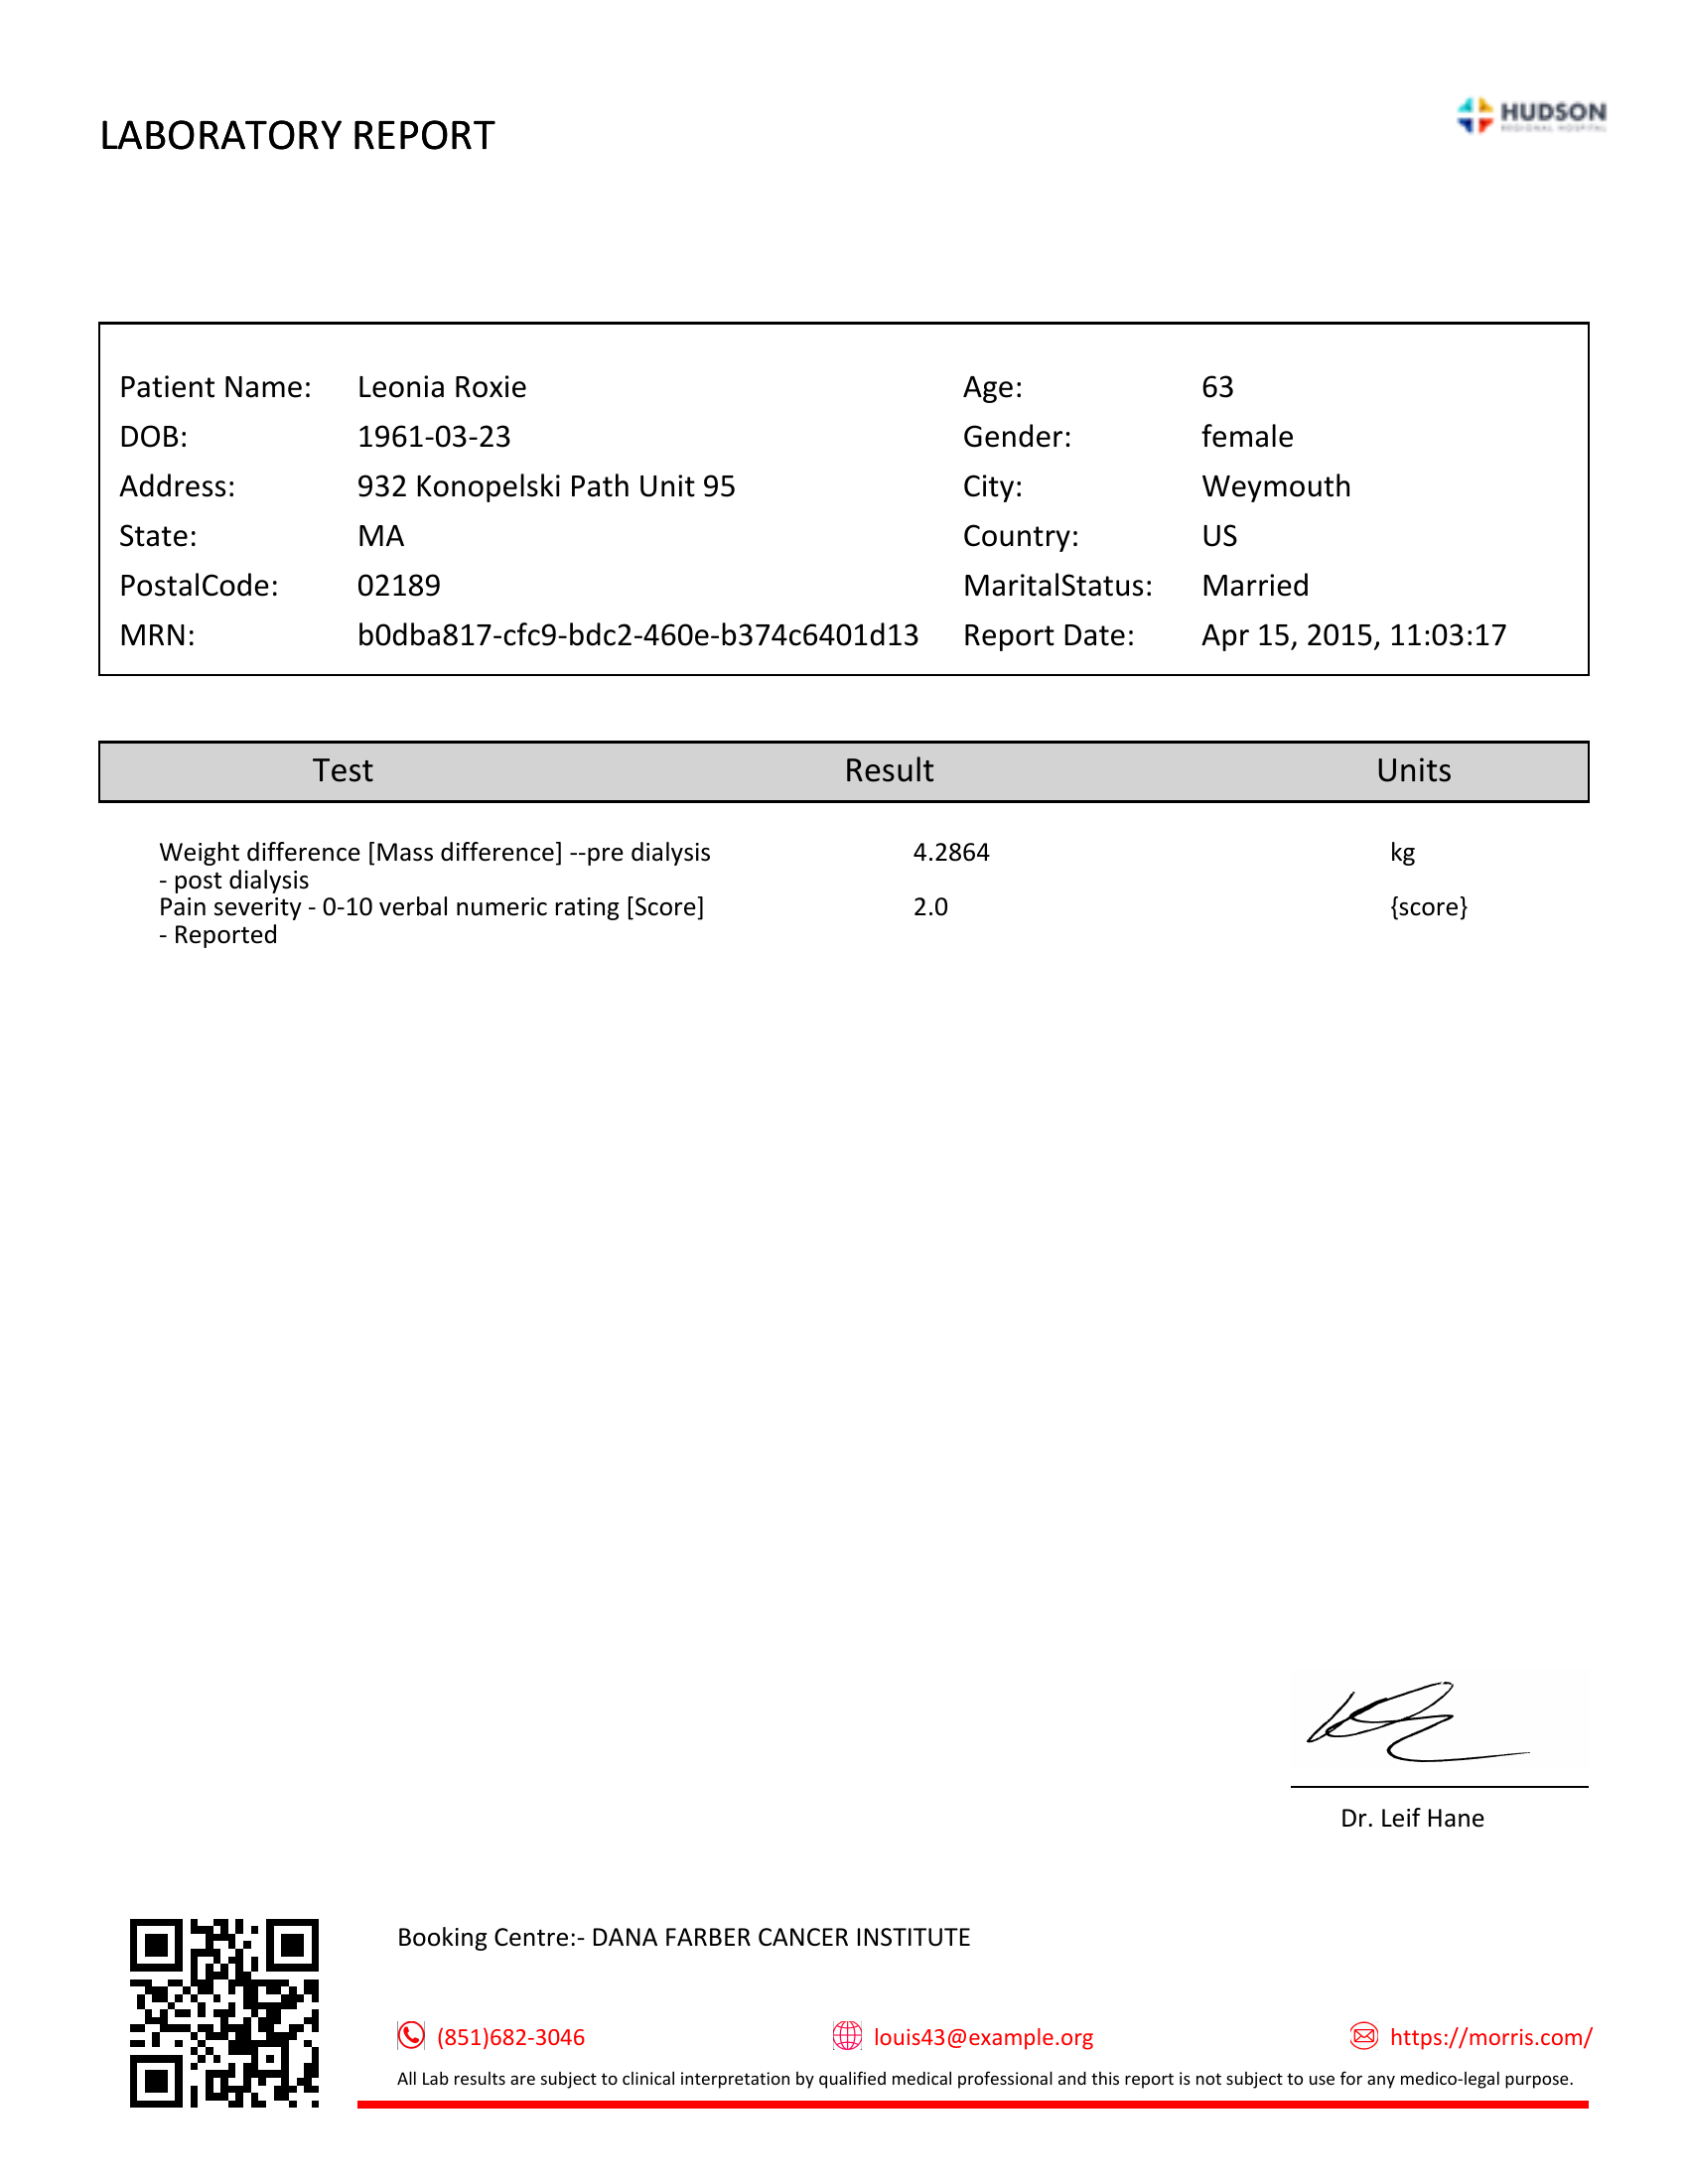 LABORATORY REPORT
HUDSON
REGIONAL HOSPITAL
Patient Name: Leonia Roxie Age: 63
DOB: 1961-03-23 Gender: female
Address: 932 Konopelski Path Unit 95 City: Weymouth
State: MA Country: US
PostalCode: 02189 MaritalStatus: Married
MRN: b0dba817-cfc9-bdc2-460e-b374c6401d13 Report Date: Apr 15, 2015, 11:03:17
Test Result Units
Weight difference [Mass difference] --pre dialysis 4.2864 kg
- post dialysis
Pain severity - 0-10 verbal numeric rating [Score] 2.0 {score}
- Reported
Dr. Leif Hane
Booking Centre:- DANA FARBER CANCER INSTITUTE
(851)682-3046 louis43@example.org https://morris.com/
All Lab results are subject to clinical interpretation by qualified medical professional and this report is not subject to use for any medico-legal purpose.